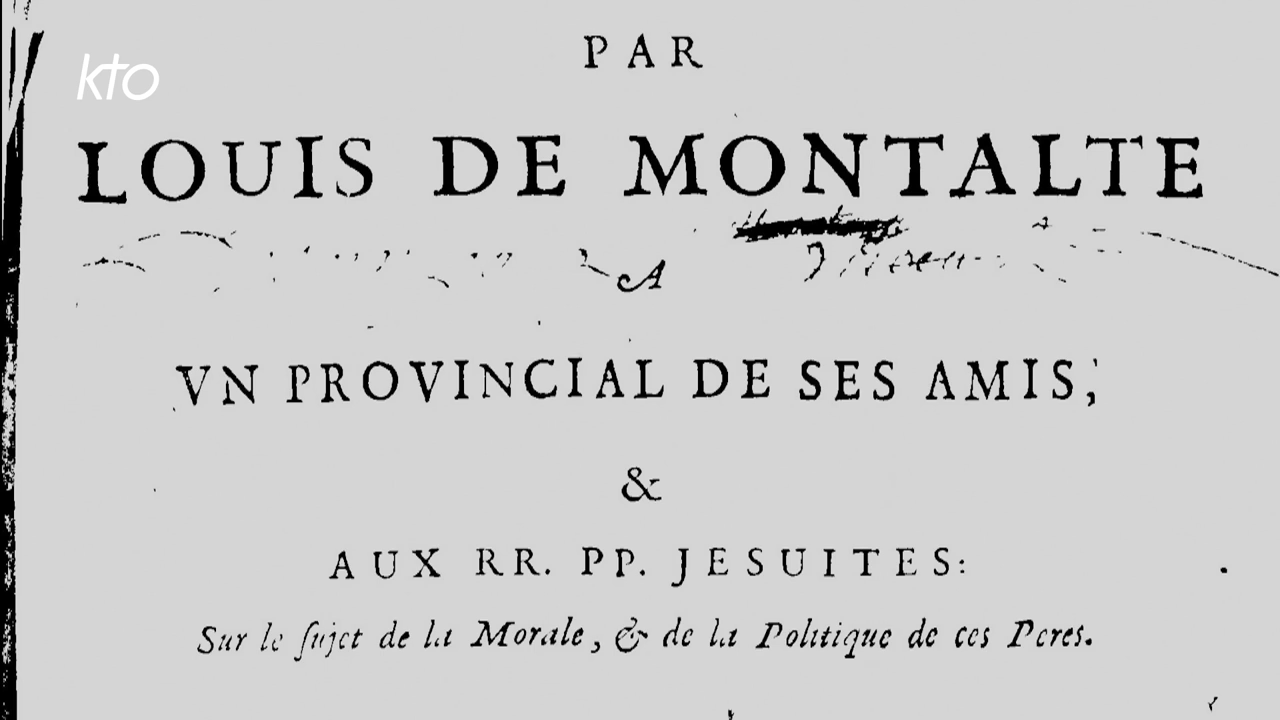 kto
PAR
LOUIS DE MONTALTE
A
VN PROVINCIAL DE SES AMIS,
&
AUX RR. PP. JESUITES:
Sur le ſujet de la Morale, & de la Politique de ces Peres.